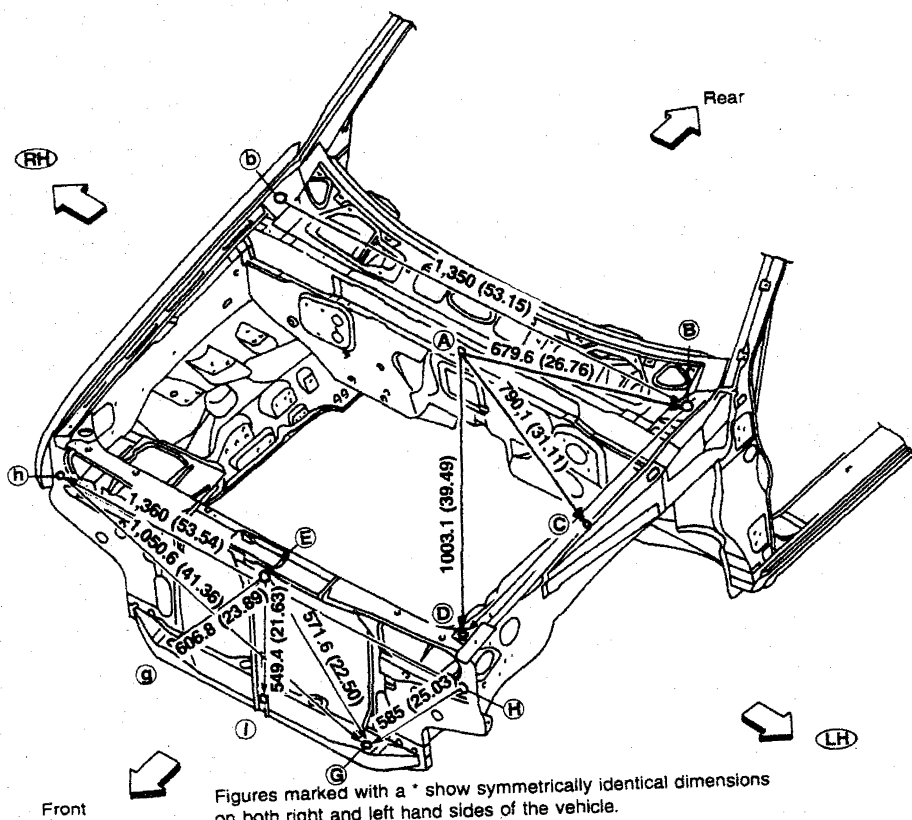 Rear
RH
b
*1,350 (53.15)
B
A
679.6 (26.76)
790.1 (31.11)
1003.1 (39.49)
h
1,360 (53.54)
*1,050.6 (41.36)
E
C
D
606.8 (23.89)
549.4 (21.63)
571.6 (22.50)
*585 (25.03)
g
H
G
LH
Front
Figures marked with a * show symmetrically identical dimensions
on both right and left hand sides of the vehicle.